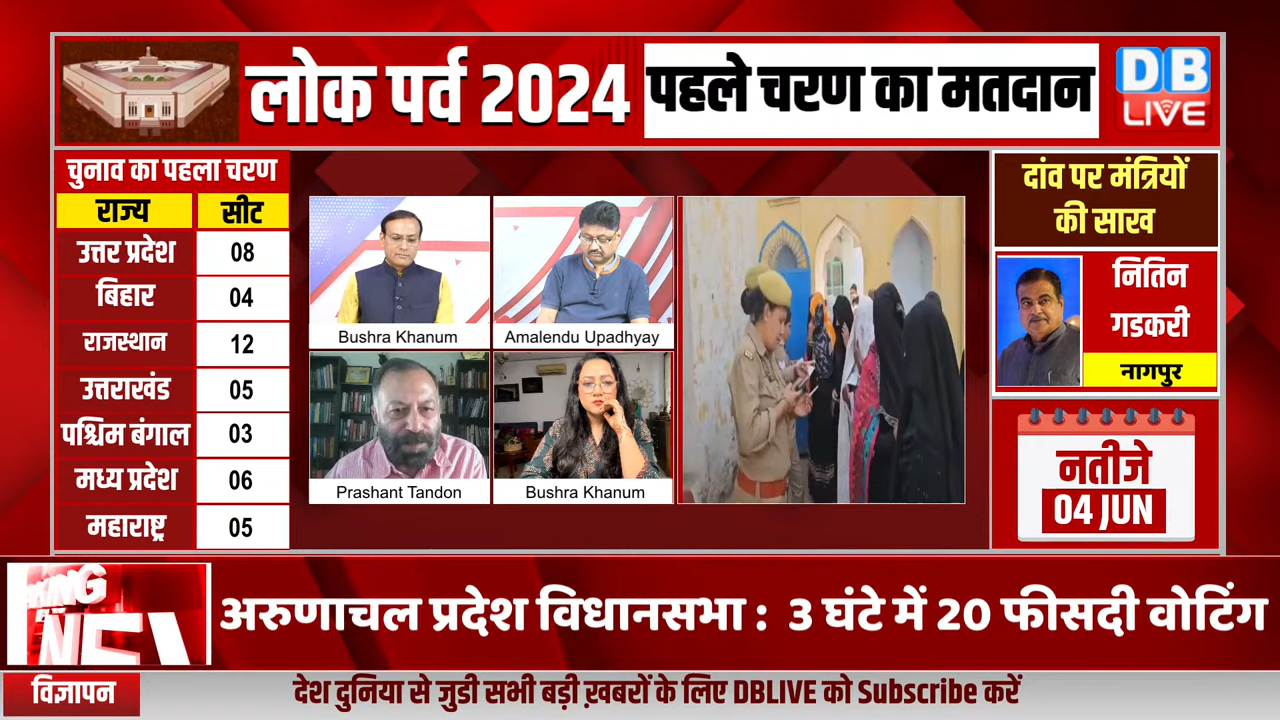 लोक पर्व 2024
पहले चरण का मतदान
DB
LIVE
चुनाव का पहला चरण
राज्य सीट
उत्तर प्रदेश 08
बिहार 04
राजस्थान 12
उत्तराखंड 05
पश्चिम बंगाल 03
मध्य प्रदेश 06
महाराष्ट्र 05
Bushra Khanum
Amalendu Upadhyay
Prashant Tandon
Bushra Khanum
दांव पर मंत्रियों
की साख
नितिन
गडकरी
नागपुर
नतीजे
04 JUN
अरुणाचल प्रदेश विधानसभा : 3 घंटे में 20 फीसदी वोटिंग
विज्ञापन
देश दुनिया से जुडी सभी बड़ी ख़बरों के लिए DBLIVE को Subscribe करें